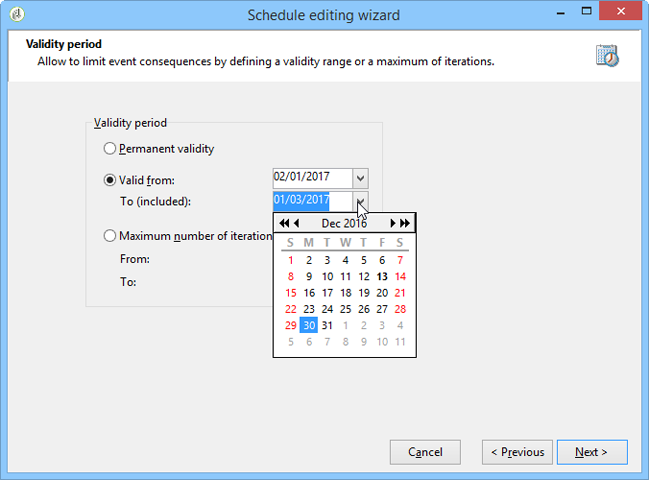 Schedule editing wizard
Validity period
Allow to limit event consequences by defining a validity range or a maximum of iterations.
Validity period
Permanent validity
Valid from: 02/01/2017
To (included): 01/03/2017
Dec 2016
S M T W T F S
1 2 3 4 5 6 7
8 9 10 11 12 13 14
15 16 17 18 19 20 21
22 23 24 25 26 27 28
29 30 31 1 2 3 4
5 6 7 8 9 10 11
Maximum number of iteration
From:
To:
Cancel < Previous Next >